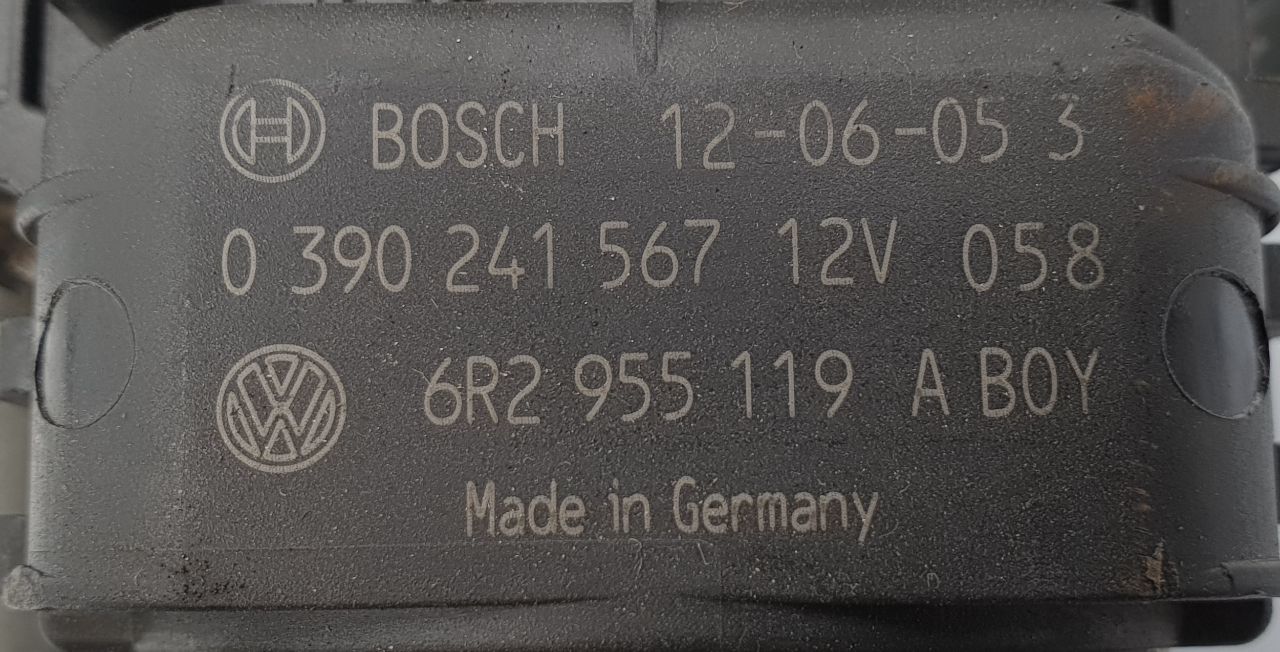 BOSCH 12-06-05 3
0 390 241 567 12V 058
6R2 955 119 A B0Y
Made in Germany